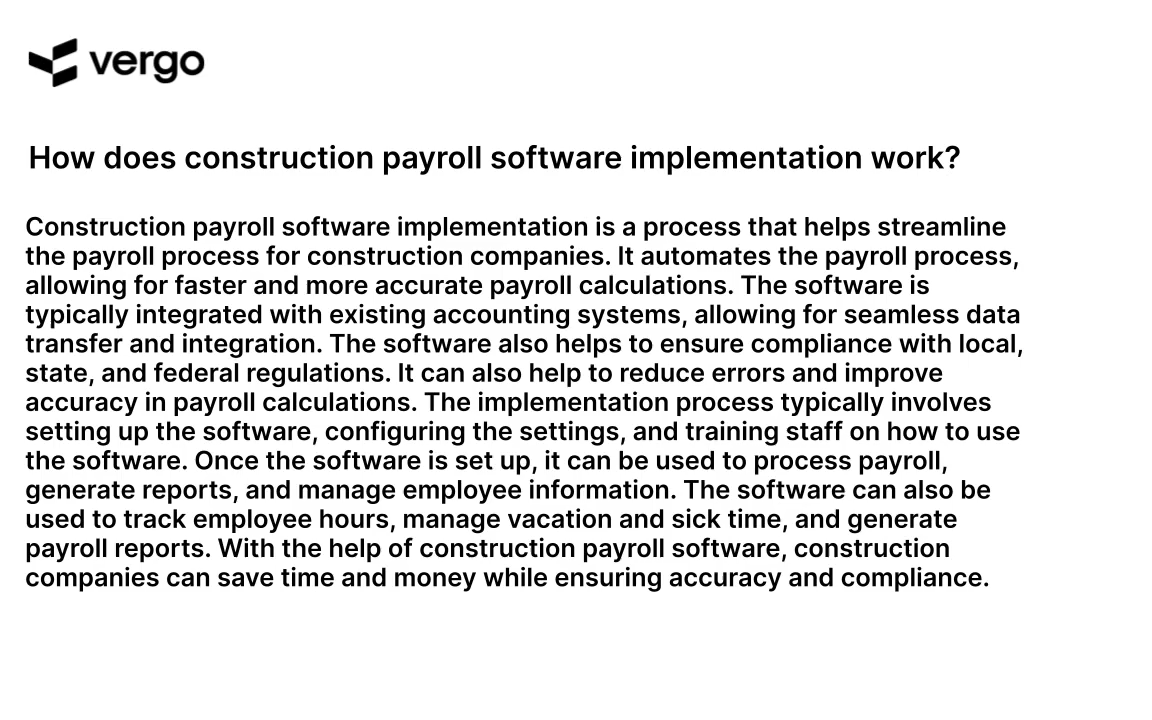 vergo
How does construction payroll software implementation work?
Construction payroll software implementation is a process that helps streamline
the payroll process for construction companies. It automates the payroll process,
allowing for faster and more accurate payroll calculations. The software is
typically integrated with existing accounting systems, allowing for seamless data
transfer and integration. The software also helps to ensure compliance with local,
state, and federal regulations. It can also help to reduce errors and improve
accuracy in payroll calculations. The implementation process typically involves
setting up the software, configuring the settings, and training staff on how to use
the software. Once the software is set up, it can be used to process payroll,
generate reports, and manage employee information. The software can also be
used to track employee hours, manage vacation and sick time, and generate
payroll reports. With the help of construction payroll software, construction
companies can save time and money while ensuring accuracy and compliance.